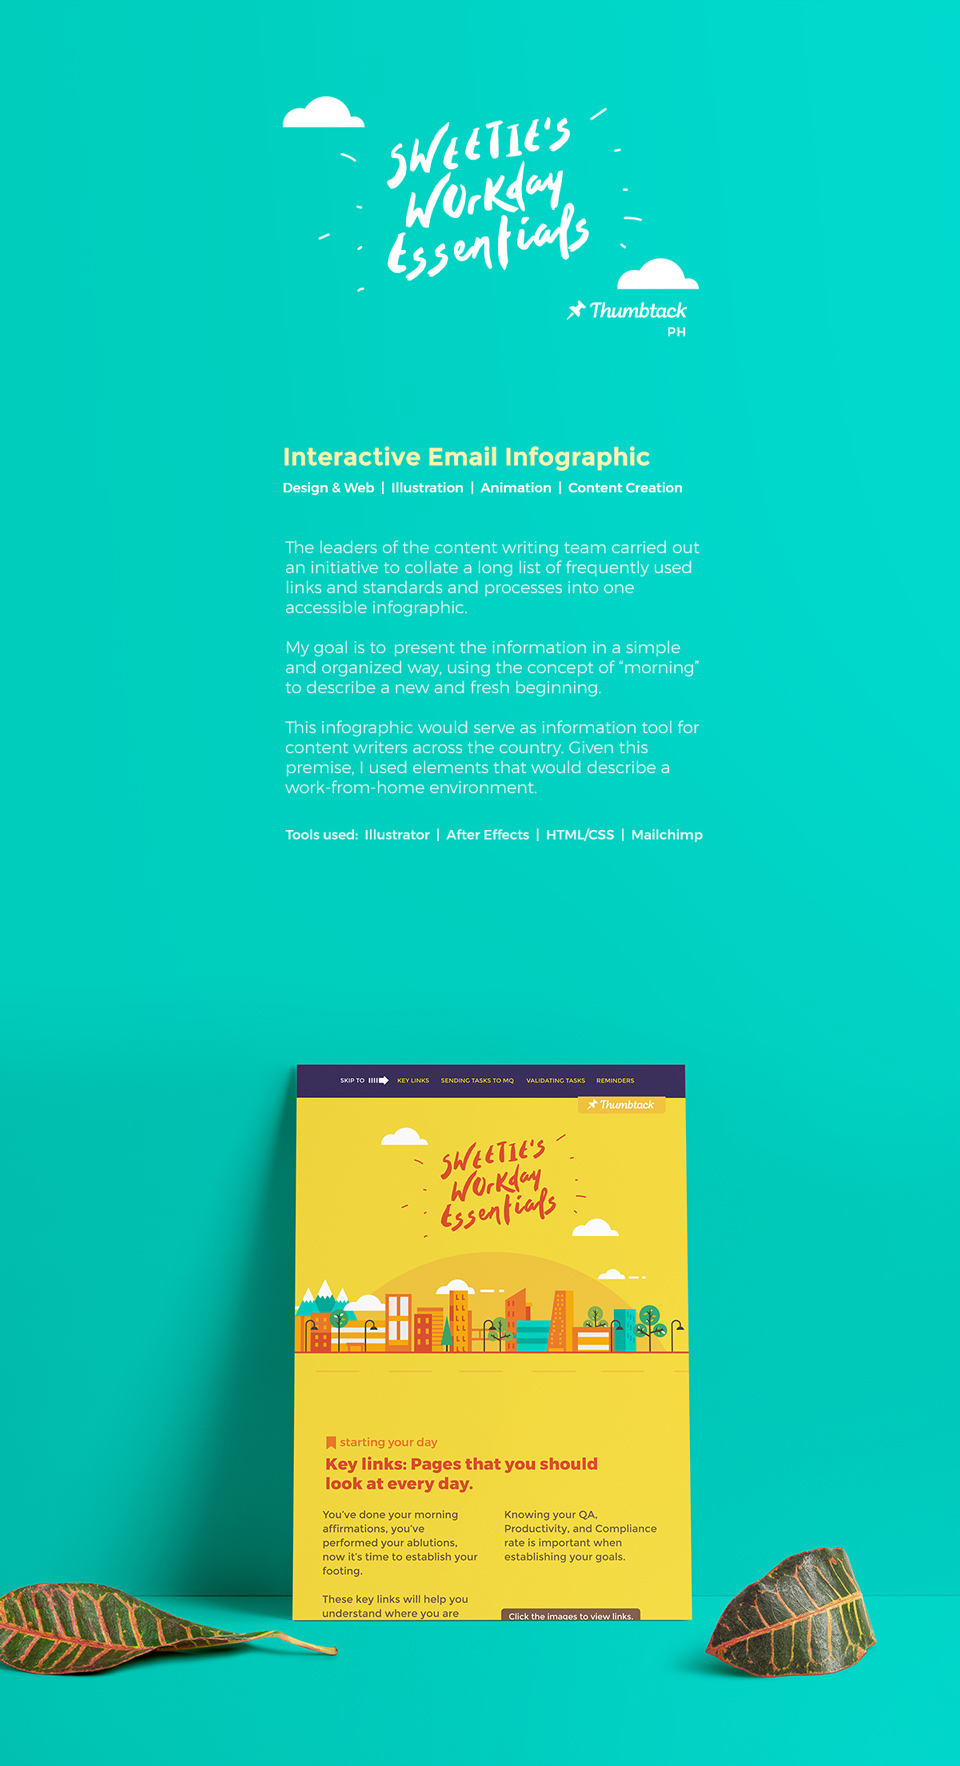 SWEETIE'S
Workday
Essentials
Thumbtack
PH
Interactive Email Infographic
Design & Web | Illustration | Animation | Content Creation
The leaders of the content writing team carried out
an initiative to collate a long list of frequently used
links and standards and processes into one
accessible infographic.
My goal is to present the information in a simple
and organized way, using the concept of “morning”
to describe a new and fresh beginning.
This infographic would serve as information tool for
content writers across the country. Given this
premise, I used elements that would describe a
work-from-home environment.
Tools used: Illustrator | After Effects | HTML/CSS | Mailchimp
SKIP TO KEY LINKS SENDING TASKS TO MQ VALIDATING TASKS REMINDERS
Thumbtack
SWEETIE'S
Workday
Essentials
starting your day
Key links: Pages that you should
look at every day.
You've done your morning
affirmations, you've
performed your ablutions,
now it's time to establish your
footing.
These key links will help you
understand where you are
Knowing your QA,
Productivity, and Compliance
rate is important when
establishing your goals.
Click the images to view links.